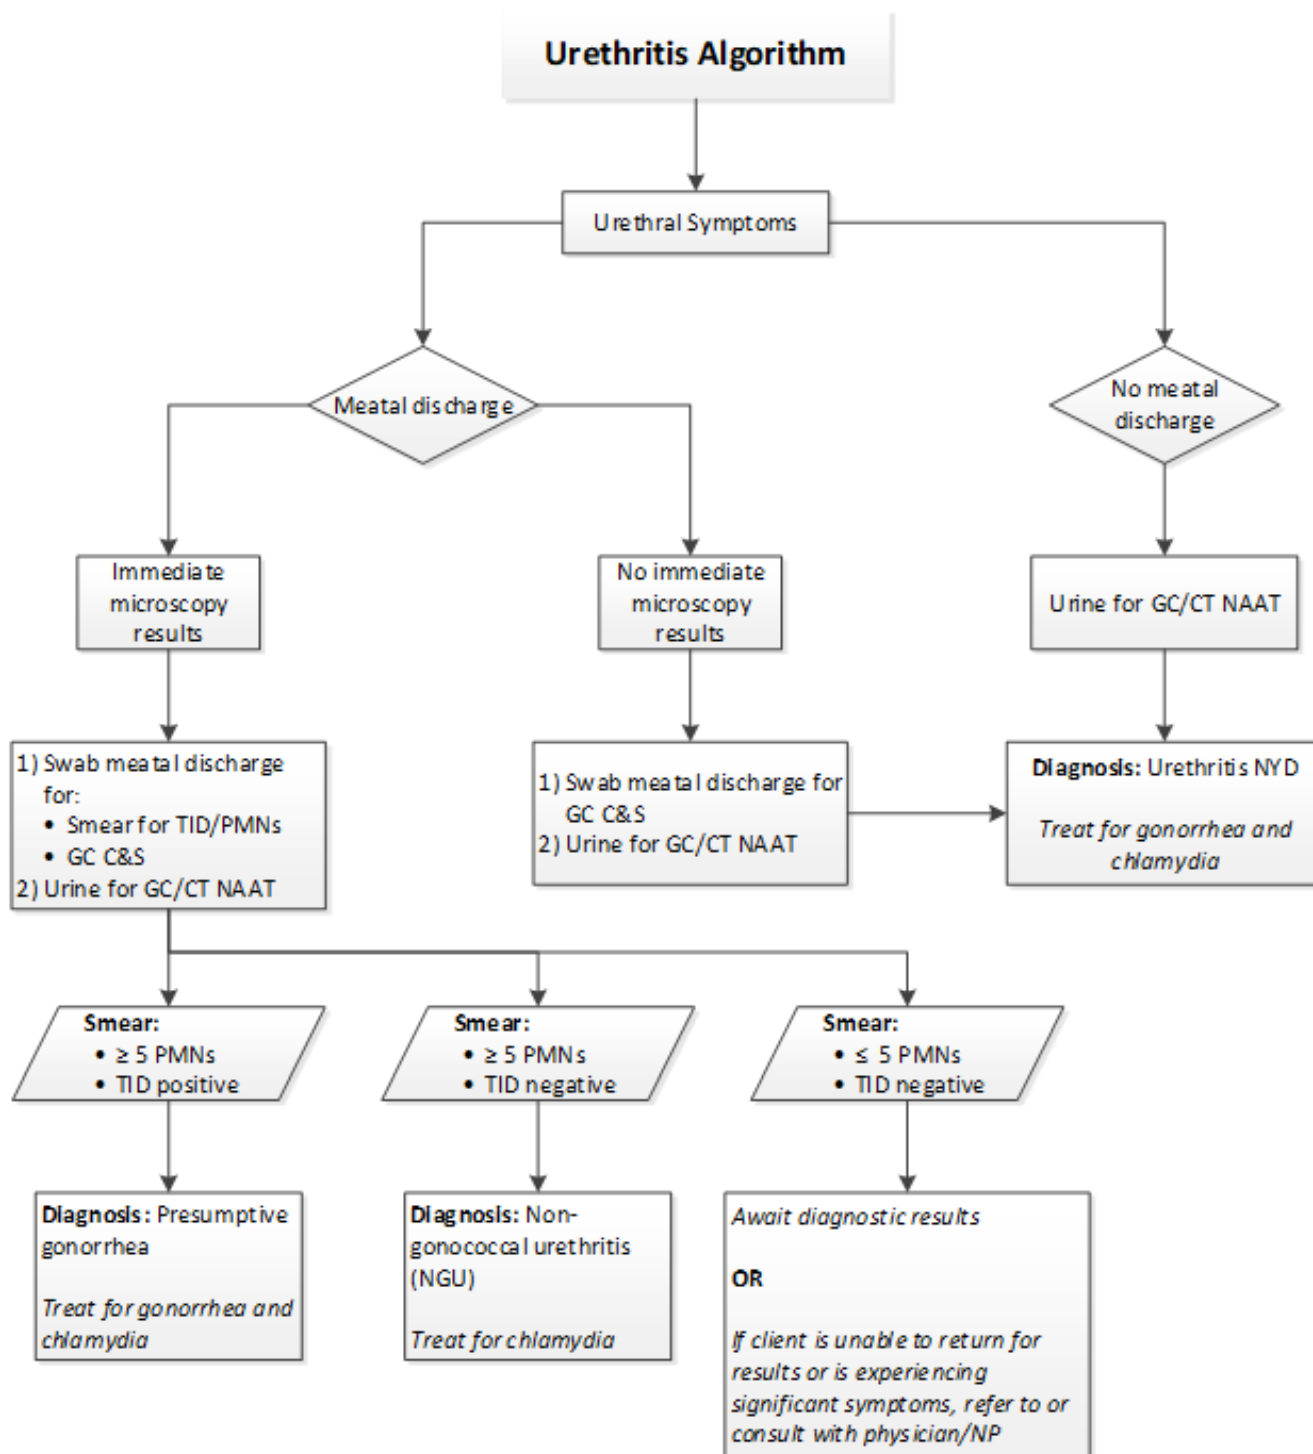 Urethritis Algorithm
Urethral Symptoms
Meatal discharge
No meatal
discharge
Immediate
microscopy
results
No immediate
microscopy
results
Urine for GC/CT NAAT
1) Swab meatal discharge
for:
• Smear for TID/PMNs
• GC C&S
2) Urine for GC/CT NAAT
1) Swab meatal discharge for
GC C&S
2) Urine for GC/CT NAAT
Diagnosis: Urethritis NYD
Treat for gonorrhea and
chlamydia
Smear:
• ≥ 5 PMNs
• TID positive
Smear:
• ≥ 5 PMNs
• TID negative
Smear:
• ≤ 5 PMNs
• TID negative
Diagnosis: Presumptive
gonorrhea
Treat for gonorrhea and
chlamydia
Diagnosis: Non-
gonococcal urethritis
(NGU)
Treat for chlamydia
Await diagnostic results
OR
If client is unable to return for
results or is experiencing
significant symptoms, refer to or
consult with physician/NP